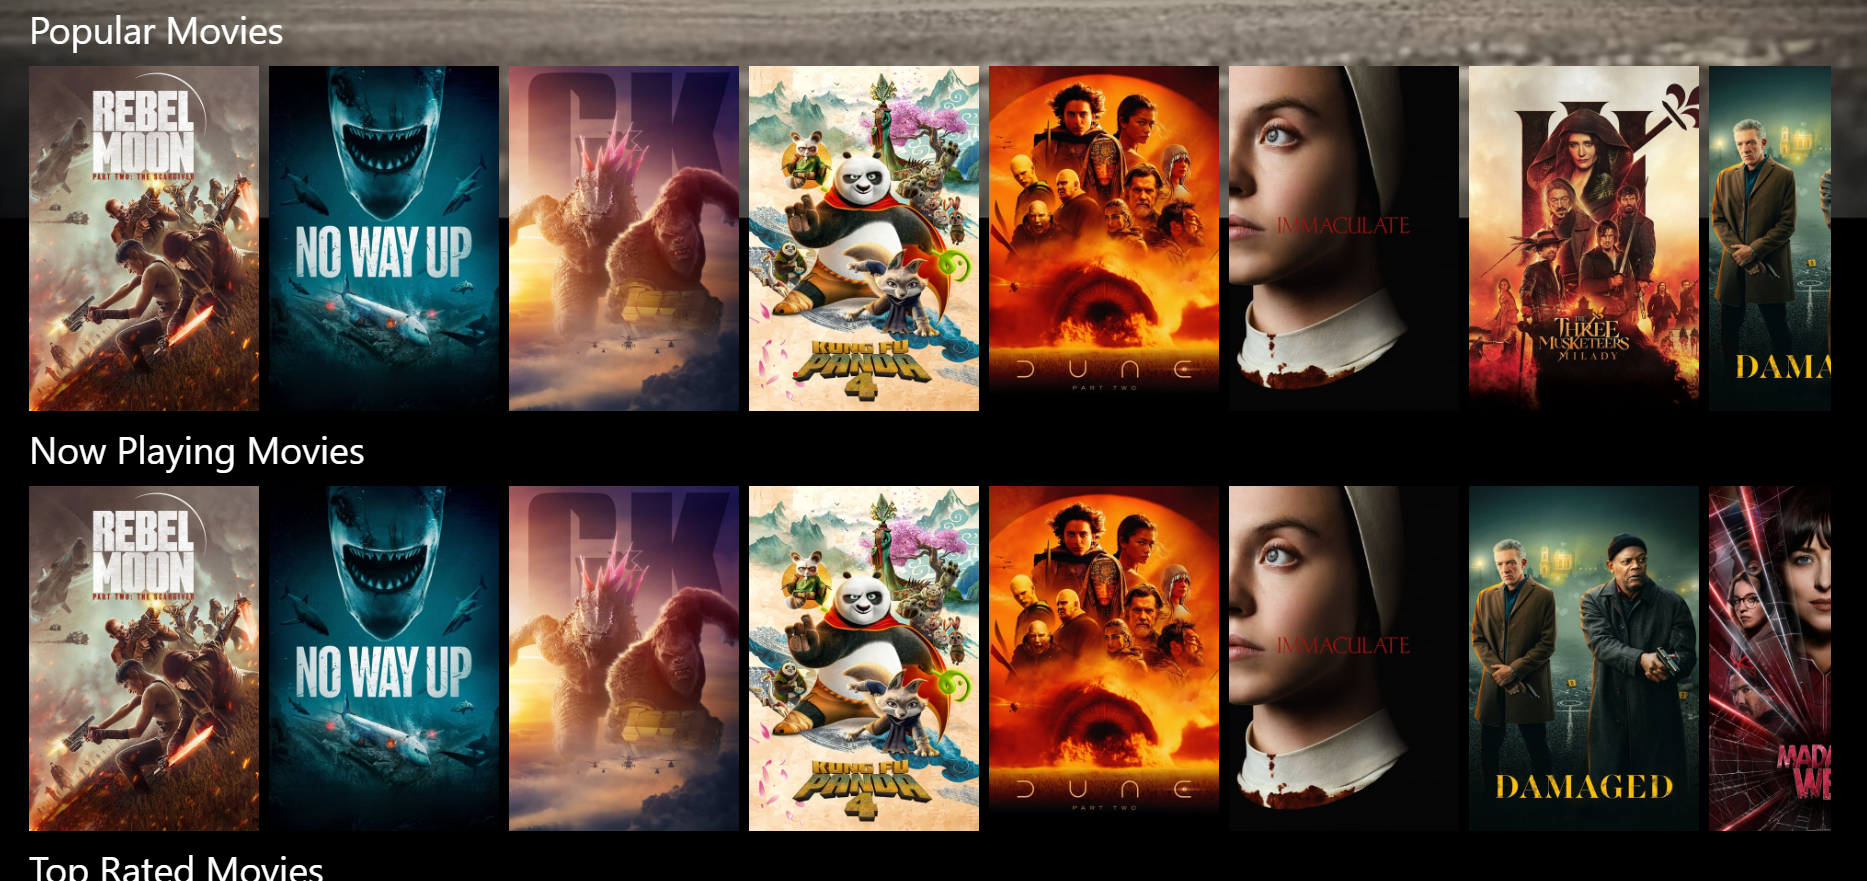 Popular Movies
REBEL
MOON
PART TWO: THE SCARGIVER
NO WAY UP
GK
KUNG FU
PANDA
4
DUNE
PART TWO
IMMACULATE
III
THE
THREE
MUSKETEERS
MILADY
DAMA
Now Playing Movies
REBEL
MOON
PART TWO: THE SCARGIVER
NO WAY UP
GK
KUNG FU
PANDA
4
DUNE
PART TWO
IMMACULATE
DAMAGED
MADA
WE
Top Rated Movies